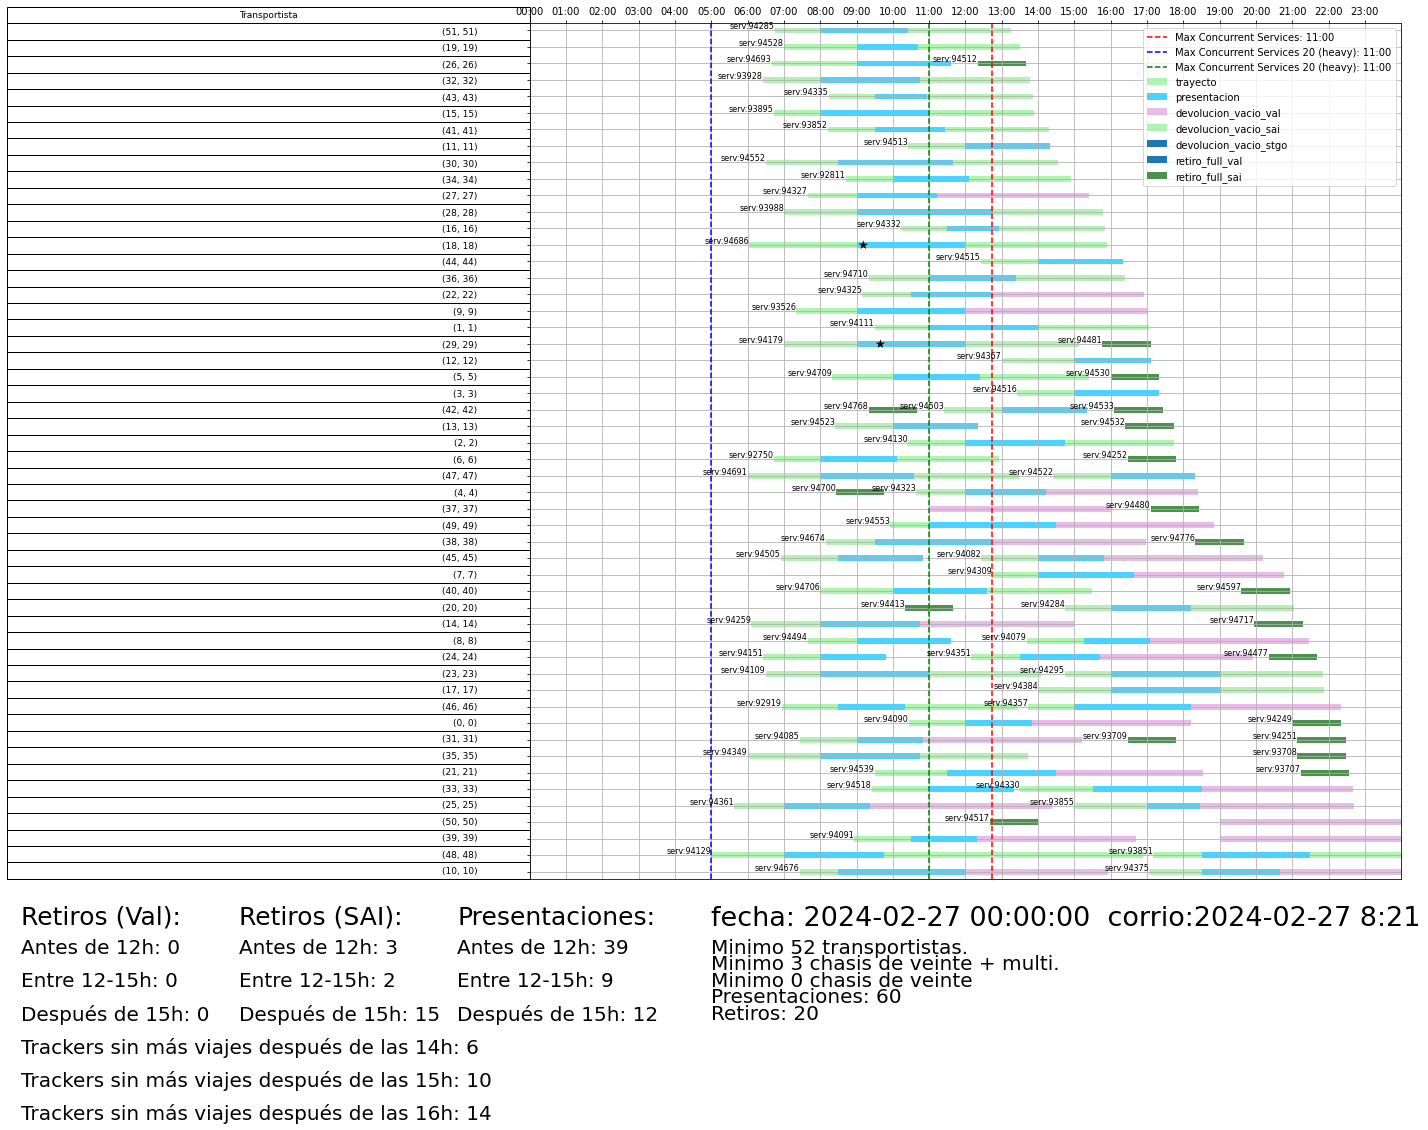 Transportista
00:00 01:00 02:00 03:00 04:00 05:00 06:00 07:00 08:00 09:00 10:00 11:00 12:00 13:00 14:00 15:00 16:00 17:00 18:00 19:00 20:00 21:00 22:00 23:00
Max Concurrent Services: 11:00
Max Concurrent Services 20 (heavy): 11:00
Max Concurrent Services 20 (heavy): 11:00
trayecto
presentacion
devolucion_vacio_val
devolucion_vacio_sai
devolucion_vacio_stgo
retiro_full_val
retiro_full_sai
(51, 51) serv:94285
(19, 19) serv:94528
(26, 26) serv:94693 serv:94512
(32, 32) serv:93928
(43, 43) serv:94335
(15, 15) serv:93895
(41, 41) serv:93852
(11, 11) serv:94513
(30, 30) serv:94552
(34, 34) serv:92811
(27, 27) serv:94327
(28, 28) serv:93988
(16, 16) serv:94332
(18, 18) serv:94686
(44, 44) serv:94515
(36, 36) serv:94710
(22, 22) serv:94325
(9, 9) serv:93526
(1, 1) serv:94111
(29, 29) serv:94179 serv:94481
(12, 12) serv:94367
(5, 5) serv:94709 serv:94530
(3, 3) serv:94516
(42, 42) serv:94768 serv:94503 serv:94533
(13, 13) serv:94523 serv:94532
(2, 2) serv:94130
(6, 6) serv:92750 serv:94252
(47, 47) serv:94691 serv:94522
(4, 4) serv:94700 serv:94323
(37, 37) serv:94480
(49, 49) serv:94553
(38, 38) serv:94674 serv:94776
(45, 45) serv:94505 serv:94082
(7, 7) serv:94309
(40, 40) serv:94706 serv:94597
(20, 20) serv:94413 serv:94284
(14, 14) serv:94259 serv:94717
(8, 8) serv:94494 serv:94079
(24, 24) serv:94151 serv:94351 serv:94477
(23, 23) serv:94109 serv:94295
(17, 17) serv:94384
(46, 46) serv:92919 serv:94357
(0, 0) serv:94090 serv:94249
(31, 31) serv:94085 serv:93709 serv:94251
(35, 35) serv:94349 serv:93708
(21, 21) serv:94539 serv:93707
(33, 33) serv:94518 serv:94330
(25, 25) serv:94361 serv:93855
(50, 50) serv:94517
(39, 39) serv:94091
(48, 48) serv:94129 serv:93851
(10, 10) serv:94676 serv:94375
Retiros (Val):
Antes de 12h: 0
Entre 12-15h: 0
Después de 15h: 0
Retiros (SAI):
Antes de 12h: 3
Entre 12-15h: 2
Después de 15h: 15
Presentaciones:
Antes de 12h: 39
Entre 12-15h: 9
Después de 15h: 12
Trackers sin más viajes después de las 14h: 6
Trackers sin más viajes después de las 15h: 10
Trackers sin más viajes después de las 16h: 14
fecha: 2024-02-27 00:00:00 corrio:2024-02-27 8:21
Minimo 52 transportistas.
Minimo 3 chasis de veinte + multi.
Minimo 0 chasis de veinte
Presentaciones: 60
Retiros: 20